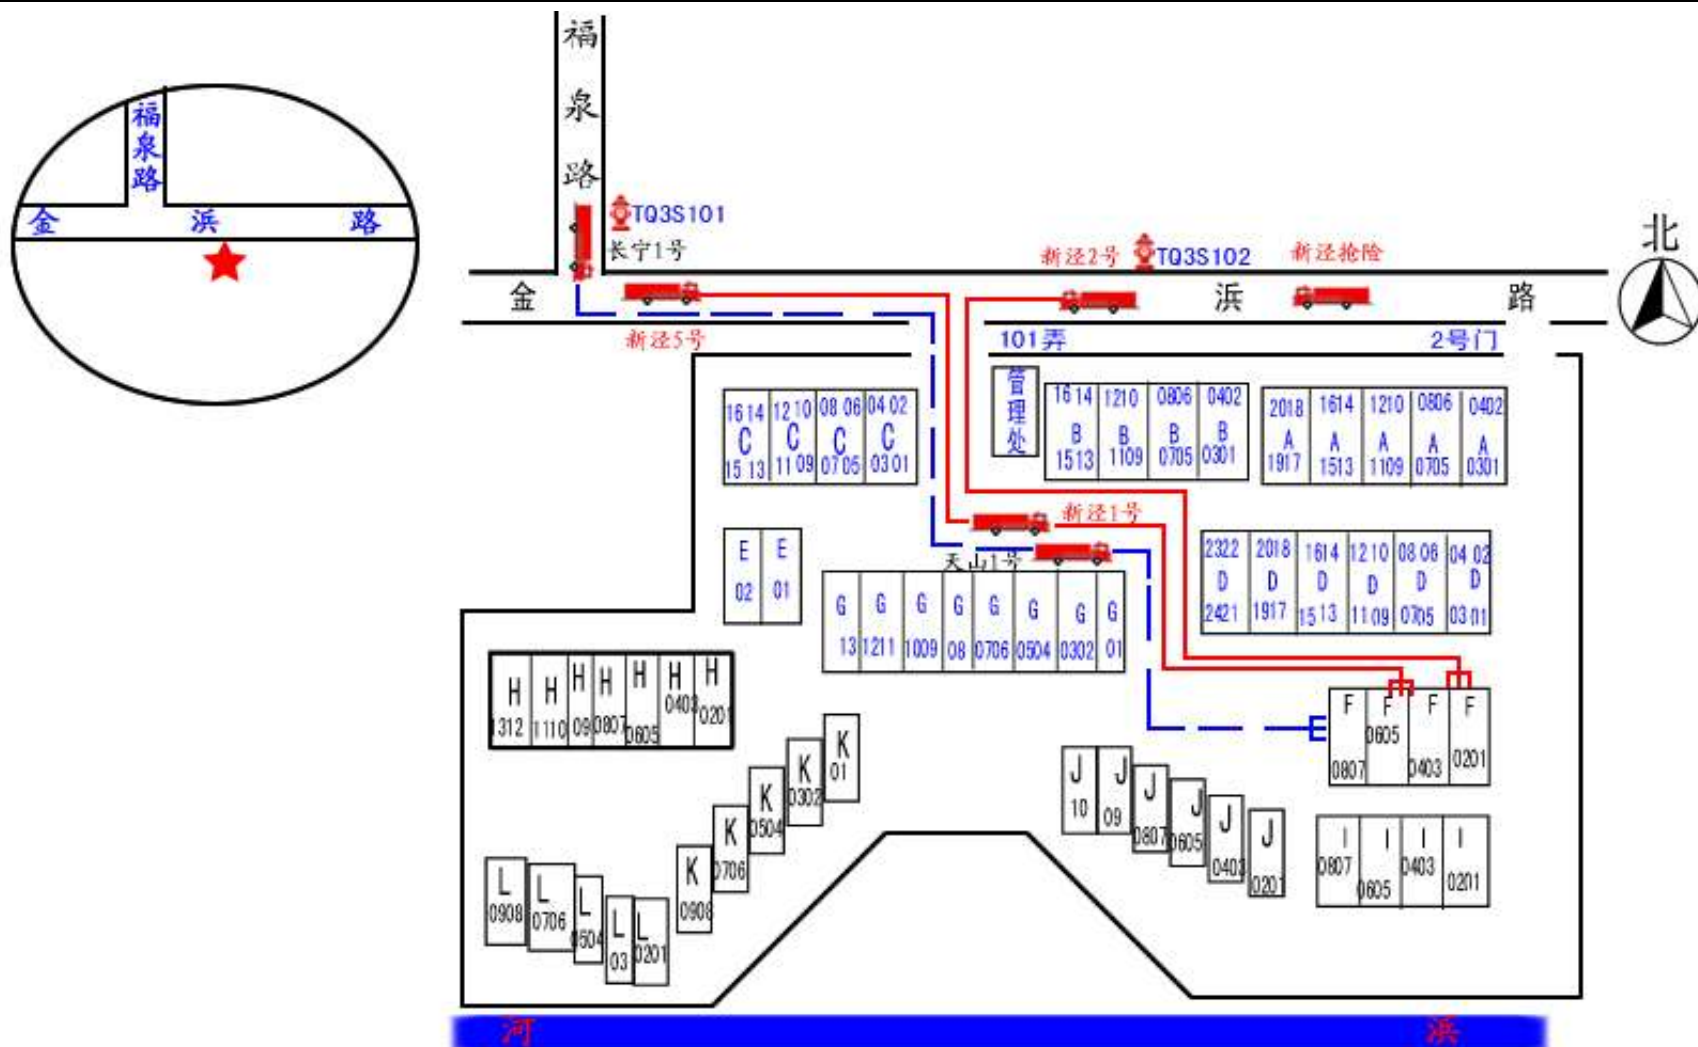 福泉路
金 浜 路
福泉路
TQ3S101
长宁1号
新泾2号
TQ3S102
新泾抢险
北
金 浜 路
新泾5号
101弄
2号门
管理处
1614 1210 0806 0402
C C C C
1513 1109 0705 0301
1614 1210 0806 0402
B B B B
1513 1109 0705 0301
2018 1614 1210 0806 0402
A A A A A
1917 1513 1109 0705 0301
新泾1号
天山1号
E E
02 01
2322 2018 1614 1210 0806 0402
D D D D D D
2421 1917 1513 1109 0705 0301
G G G G G G G G
13 1211 1009 08 0706 0504 0302 01
H H H H H H H
1312 1110 09 0807 0605 0403 0201
F F F F
0807 0605 0403 0201
K K K K K
0908 0706 0504 0302 01
J J J J J J
10 09 0807 0605 0403 0201
I I I I
0807 0605 0403 0201
L L L L L
0908 0706 0504 03 0201
河 浜